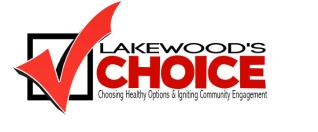 LAKEWOOD'S
CHOICE
Choosing Healthy Options & Igniting Community Engagement